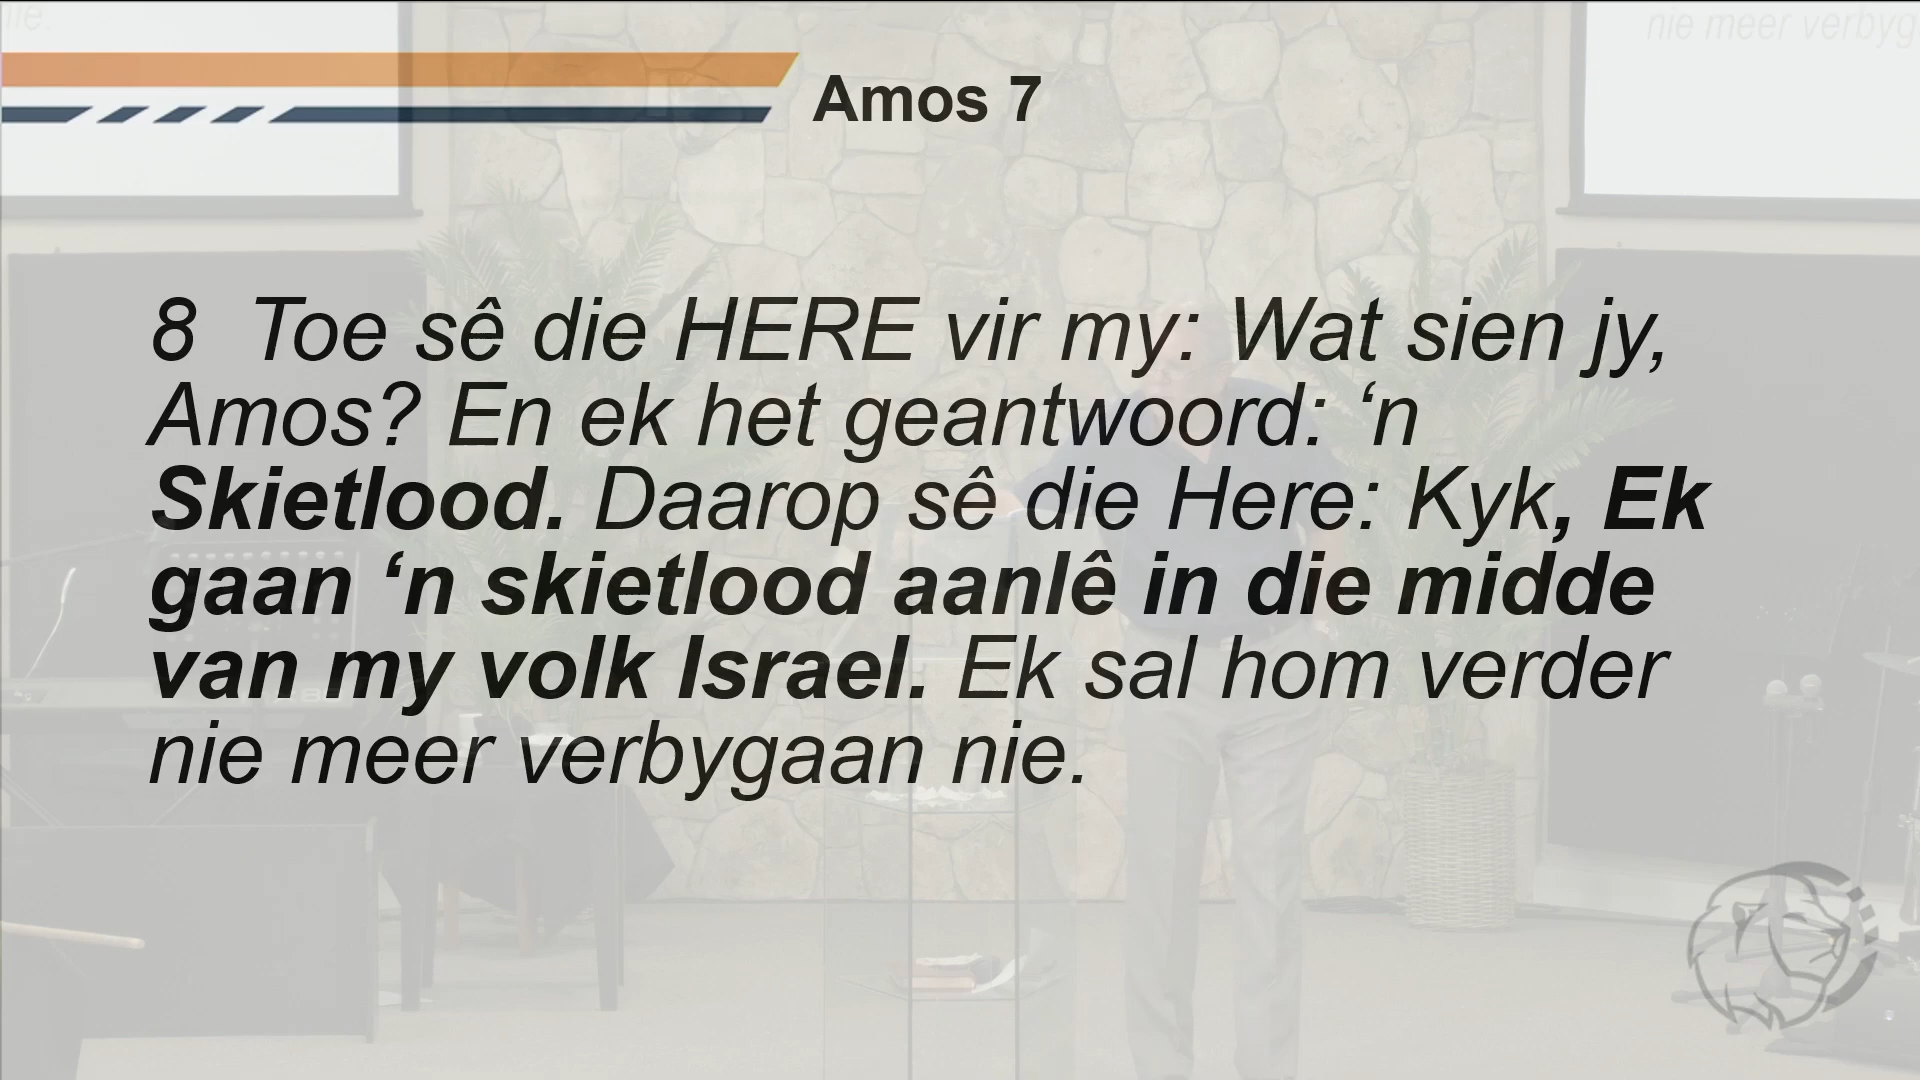 nie.
nie meer verbyg
Amos 7
8 Toe sê die HERE vir my: Wat sien jy,
Amos? En ek het geantwoord: ‘n
Skietlood. Daarop sê die Here: Kyk, Ek
gaan ‘n skietlood aanlê in die midde
van my volk Israel. Ek sal hom verder
nie meer verbygaan nie.